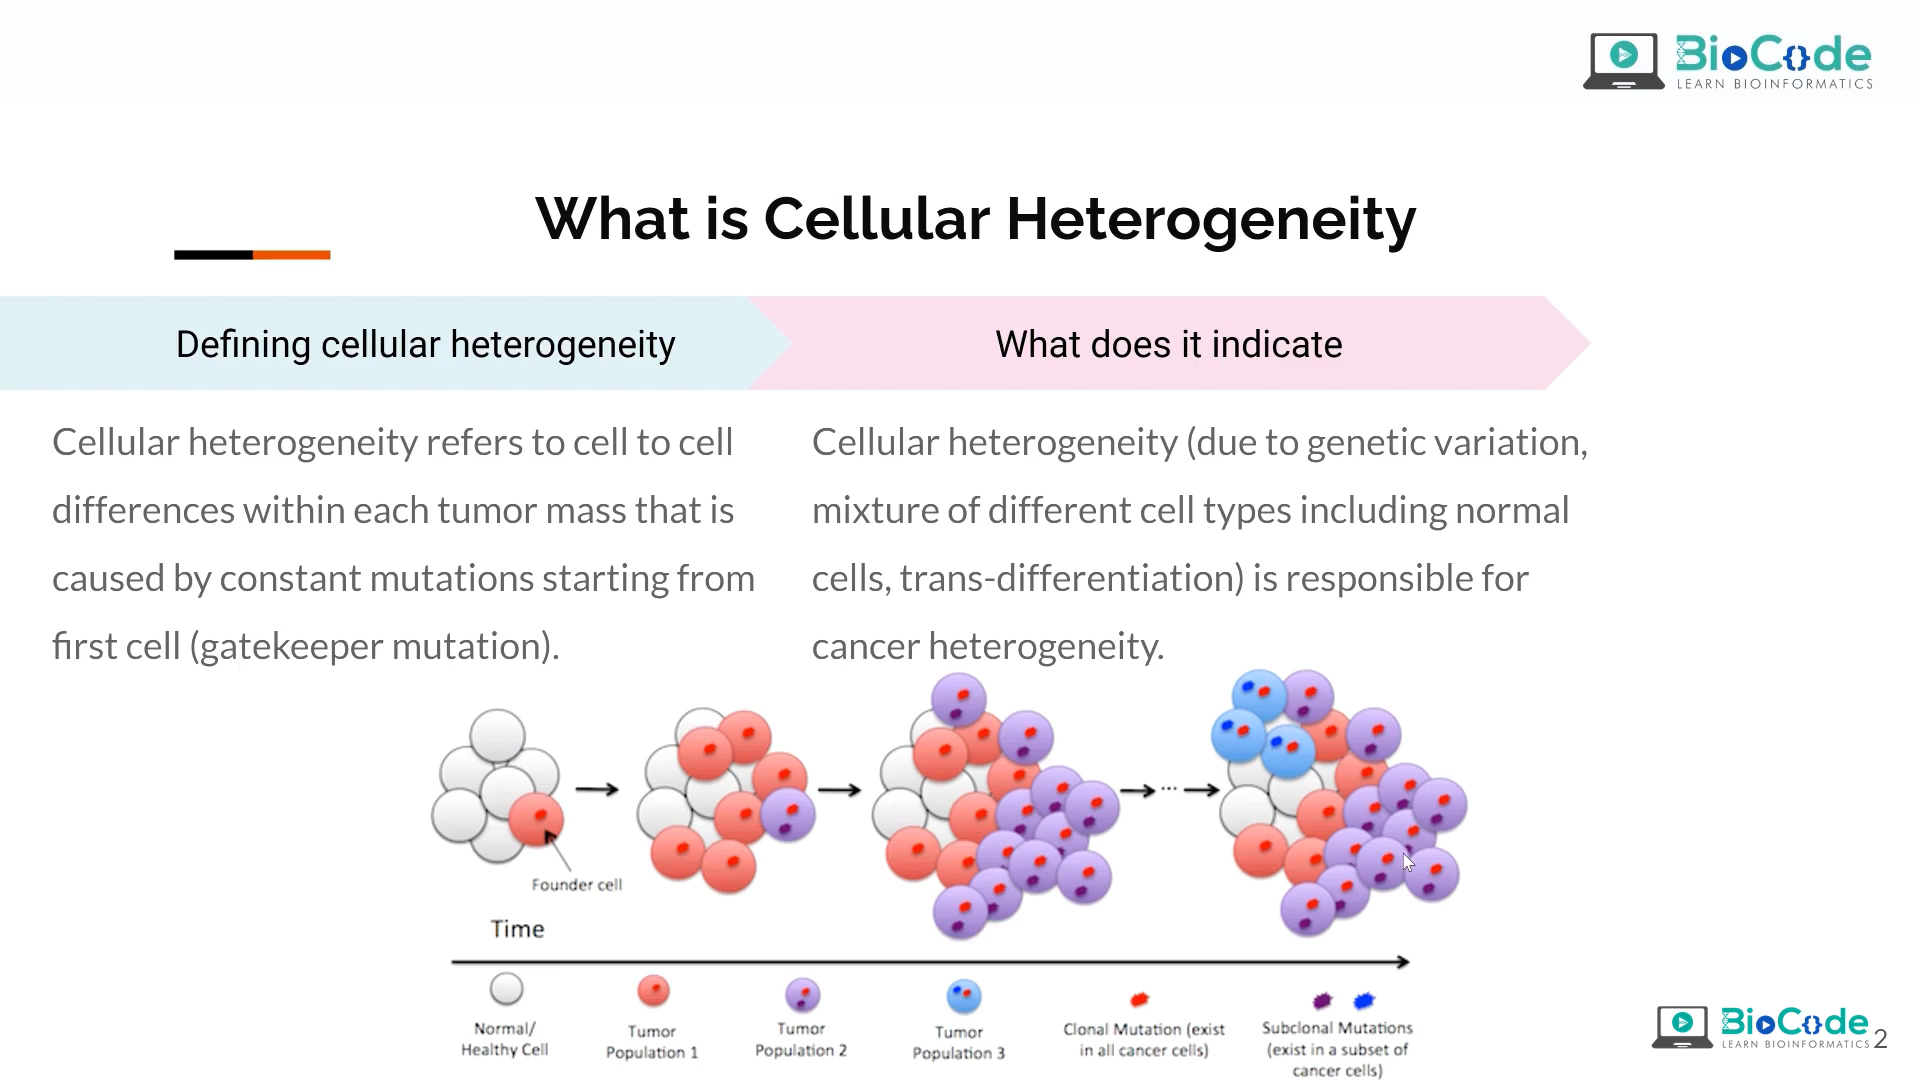 BioCode
LEARN BIOINFORMATICS
What is Cellular Heterogeneity
Defining cellular heterogeneity
What does it indicate
Cellular heterogeneity refers to cell to cell
differences within each tumor mass that is
caused by constant mutations starting from
first cell (gatekeeper mutation).
Cellular heterogeneity (due to genetic variation,
mixture of different cell types including normal
cells, trans-differentiation) is responsible for
cancer heterogeneity.
Founder cell
...
Time
Normal/
Healthy Cell
Tumor
Population 1
Tumor
Population 2
Tumor
Population 3
Clonal Mutation (exist
in all cancer cells)
Subclonal Mutations
(exist in a subset of
cancer cells)
BioCode
LEARN BIOINFORMATICS
2